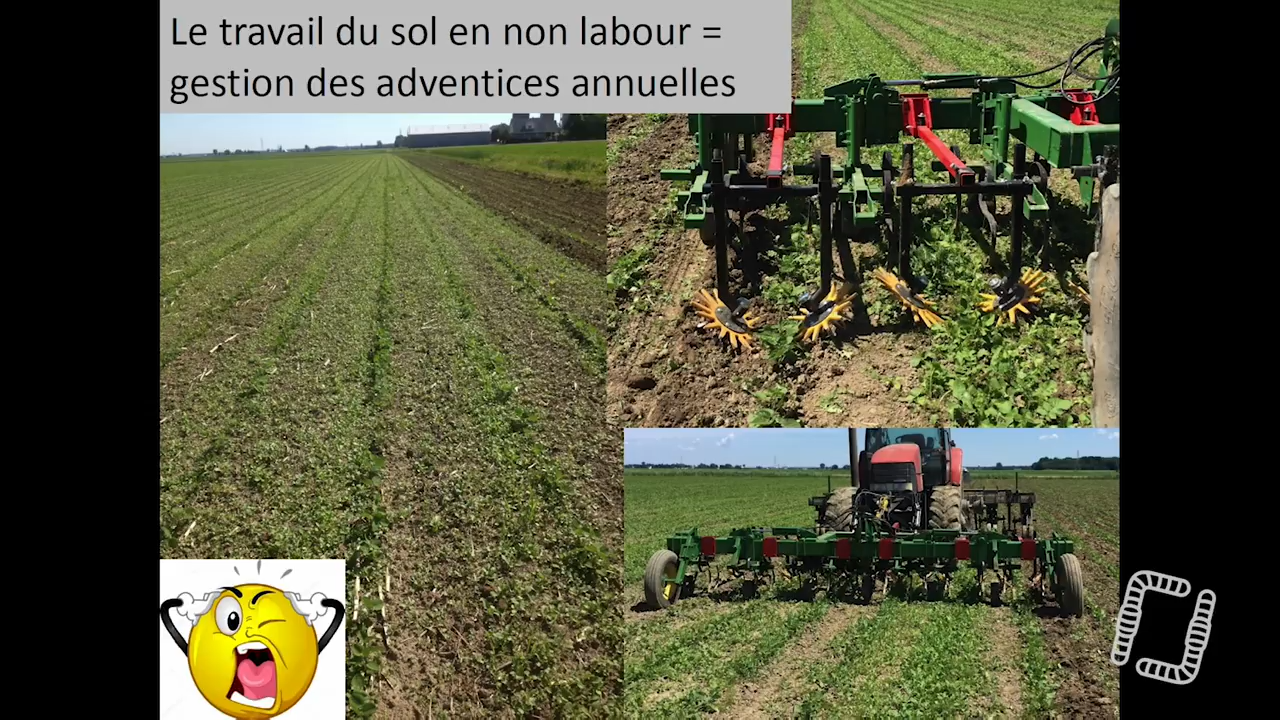 Le travail du sol en non labour =
gestion des adventices annuelles